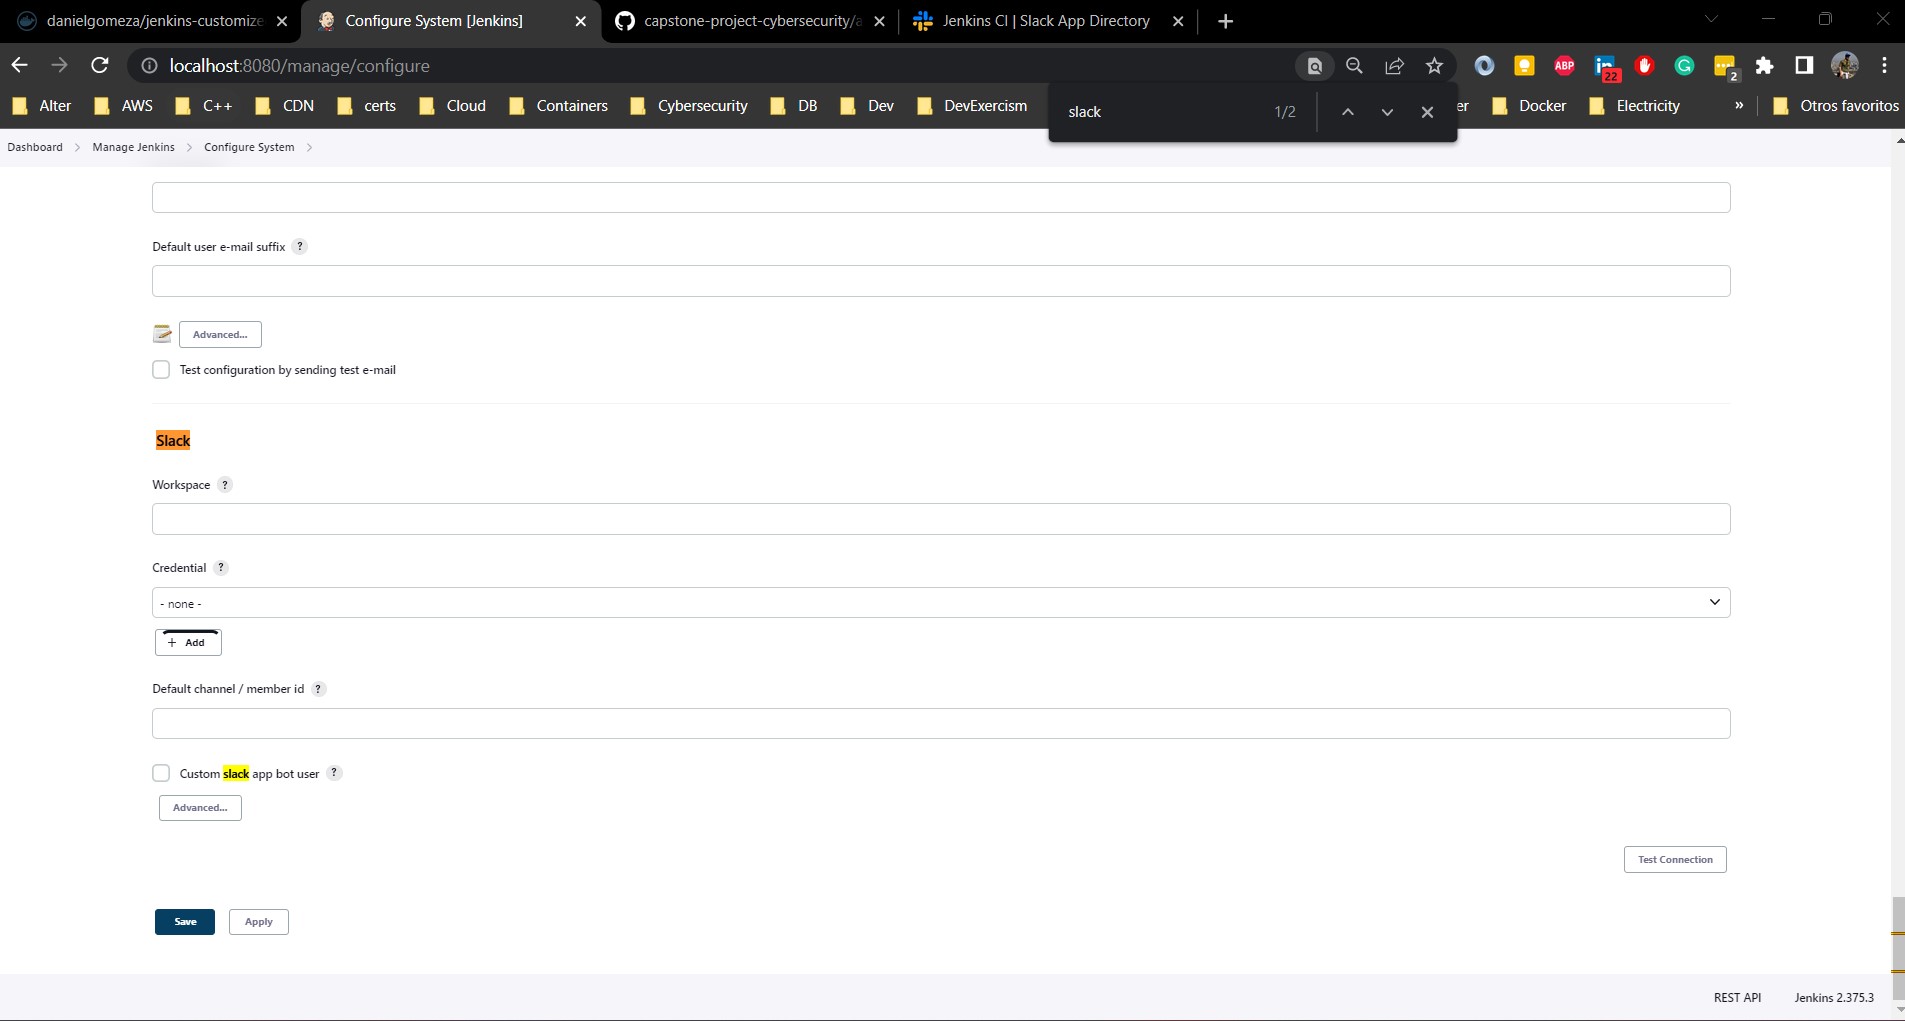 danielgomeza/jenkins-customize
Configure System [Jenkins]
capstone-project-cybersecurity/a
Jenkins CI | Slack App Directory
localhost:8080/manage/configure
ABP
22
2
Alter
AWS
C++
CDN
certs
Cloud
Containers
Cybersecurity
DB
Dev
DevExercism
er
Docker
Electricity
»
Otros favoritos
slack
1/2
Dashboard
Manage Jenkins
Configure System
Default user e-mail suffix ?
Advanced...
Test configuration by sending test e-mail
Slack
Workspace ?
Credential ?
- none -
+ Add
Default channel / member id ?
Custom slack app bot user ?
Advanced...
Test Connection
Save
Apply
REST API
Jenkins 2.375.3